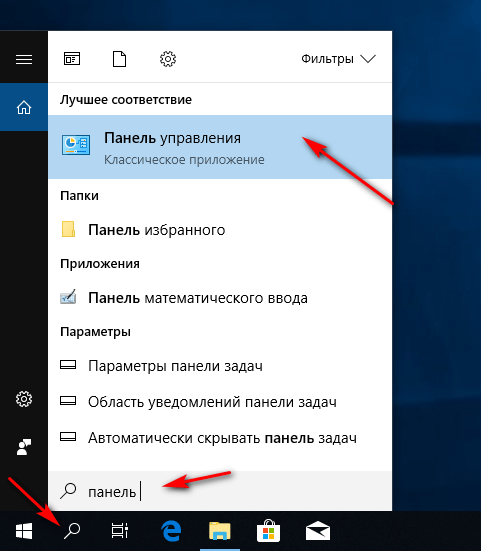 Фильтры
Лучшее соответствие
Панель управления
Классическое приложение
Папки
Панель избранного
Приложения
Панель математического ввода
Параметры
Параметры панели задач
Область уведомлений панели задач
Автоматически скрывать панель задач
панель